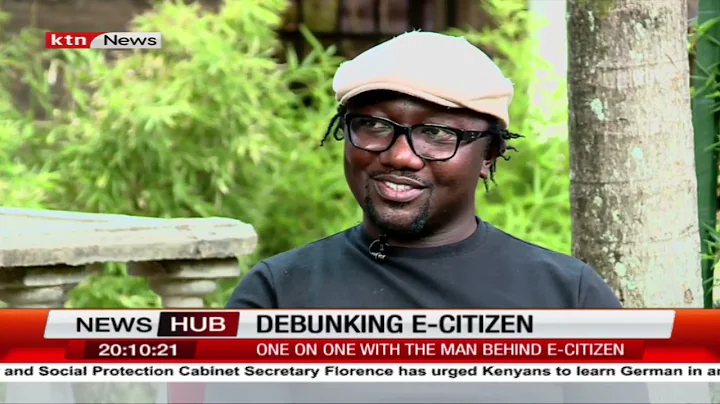 ktn News
NEWS HUB DEBUNKING E-CITIZEN
20:10:21 ONE ON ONE WITH THE MAN BEHIND E-CITIZEN
and Social Protection Cabinet Secretary Florence has urged Kenyans to learn German in